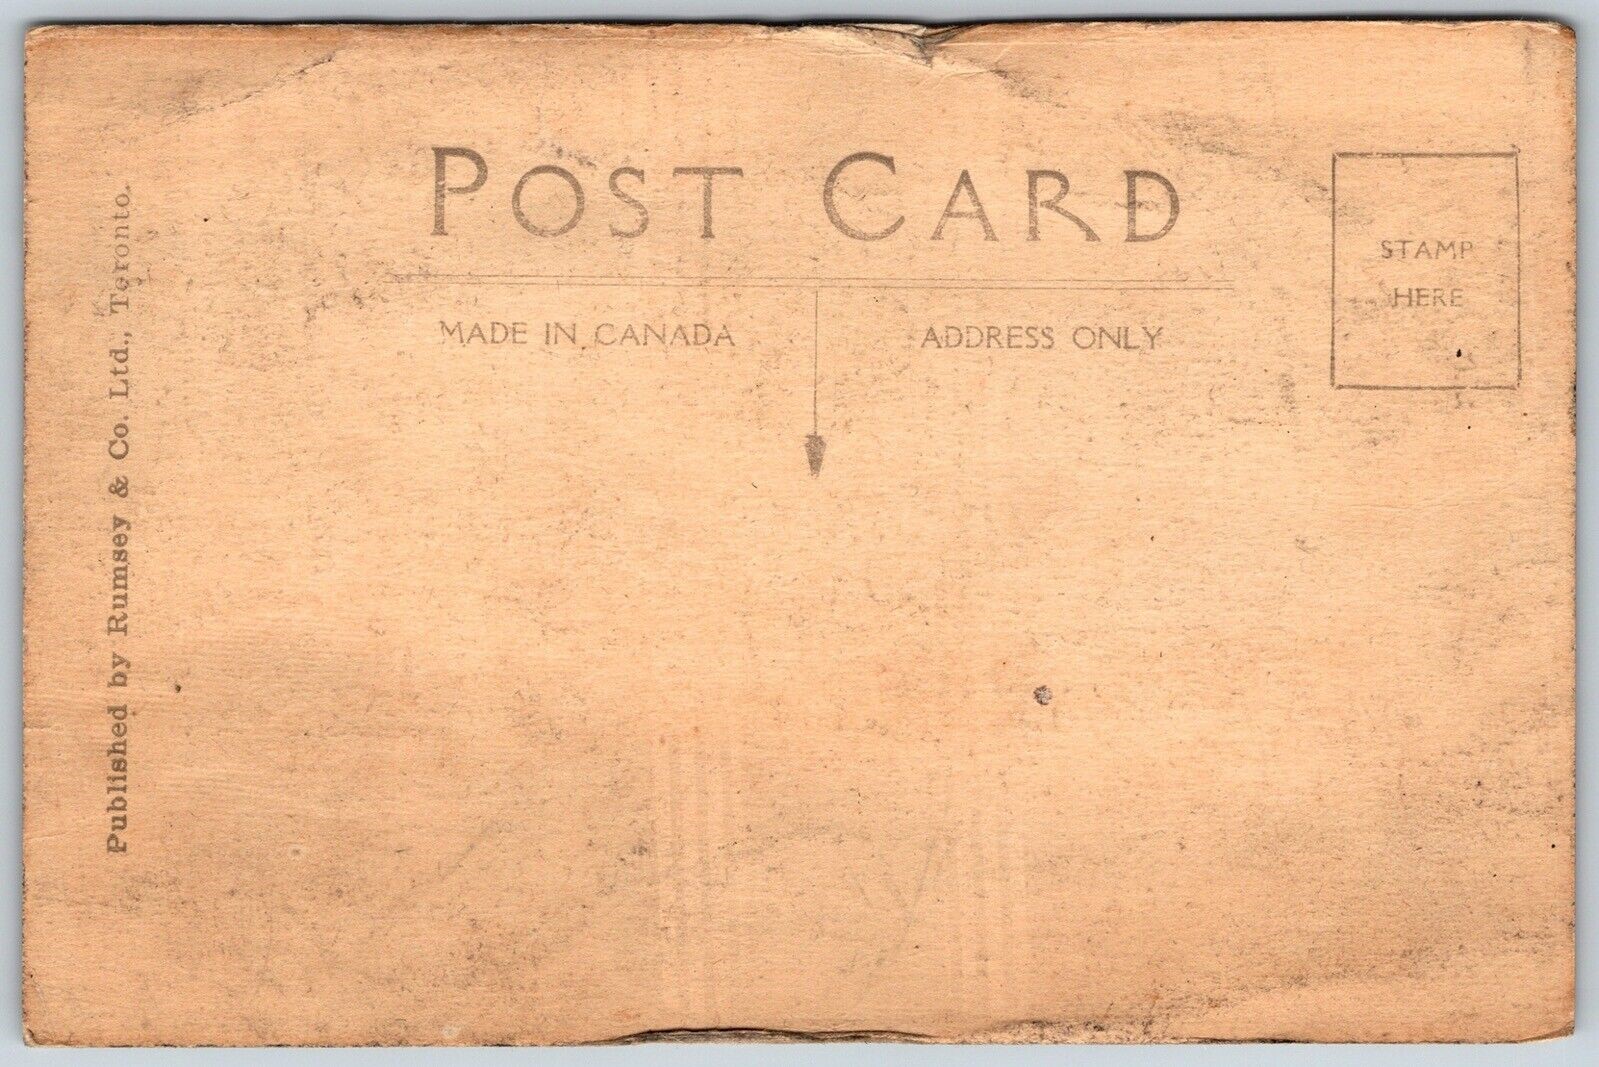 POST CARD
MADE IN CANADA
ADDRESS ONLY
STAMP
HERE
Published by Rumsey & Co. Ltd., Toronto.